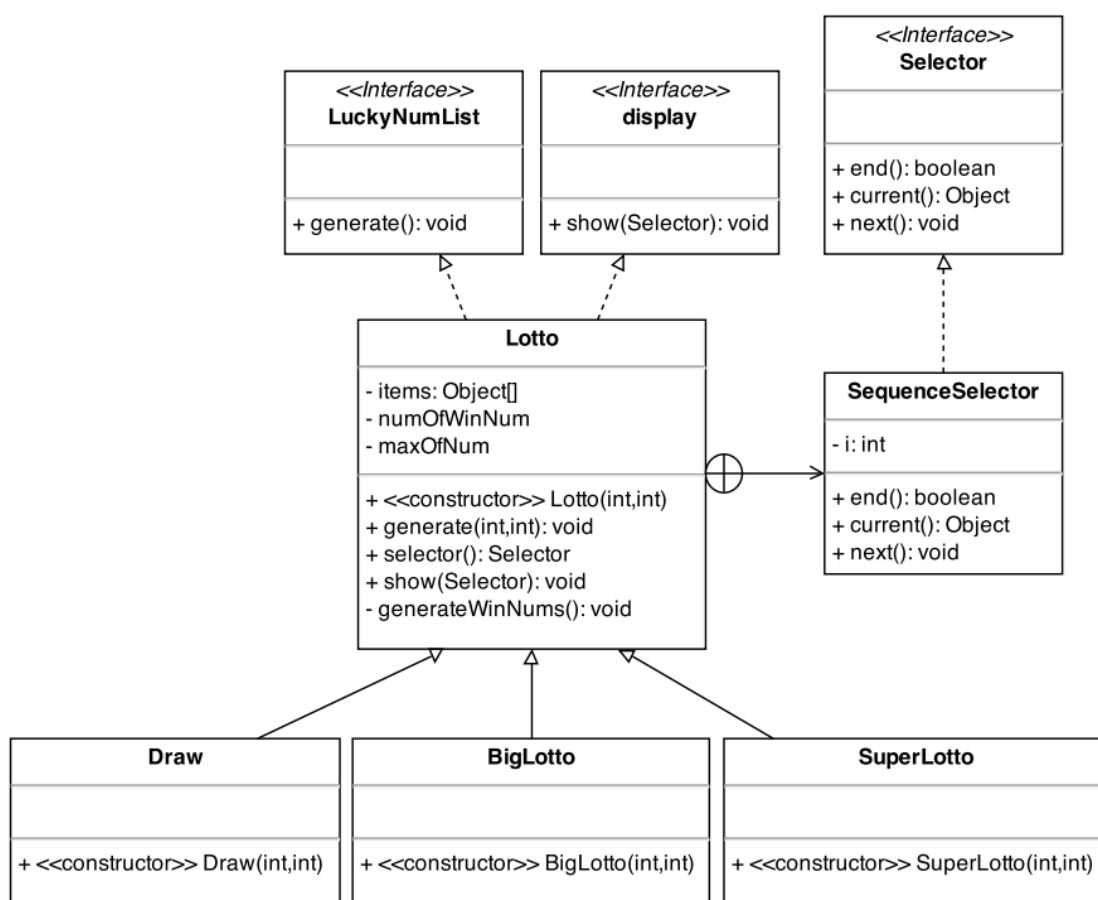 <<Interface>>
LuckyNumList
+ generate(): void
<<Interface>>
display
+ show(Selector): void
<<Interface>>
Selector
+ end(): boolean
+ current(): Object
+ next(): void
Lotto
- items: Object[]
- numOfWinNum
- maxOfNum
+ <<constructor>> Lotto(int,int)
+ generate(int,int): void
+ selector(): Selector
+ show(Selector): void
- generateWinNums(): void
SequenceSelector
- i: int
+ end(): boolean
+ current(): Object
+ next(): void
Draw
+ <<constructor>> Draw(int,int)
BigLotto
+ <<constructor>> BigLotto(int,int)
SuperLotto
+ <<constructor>> SuperLotto(int,int)